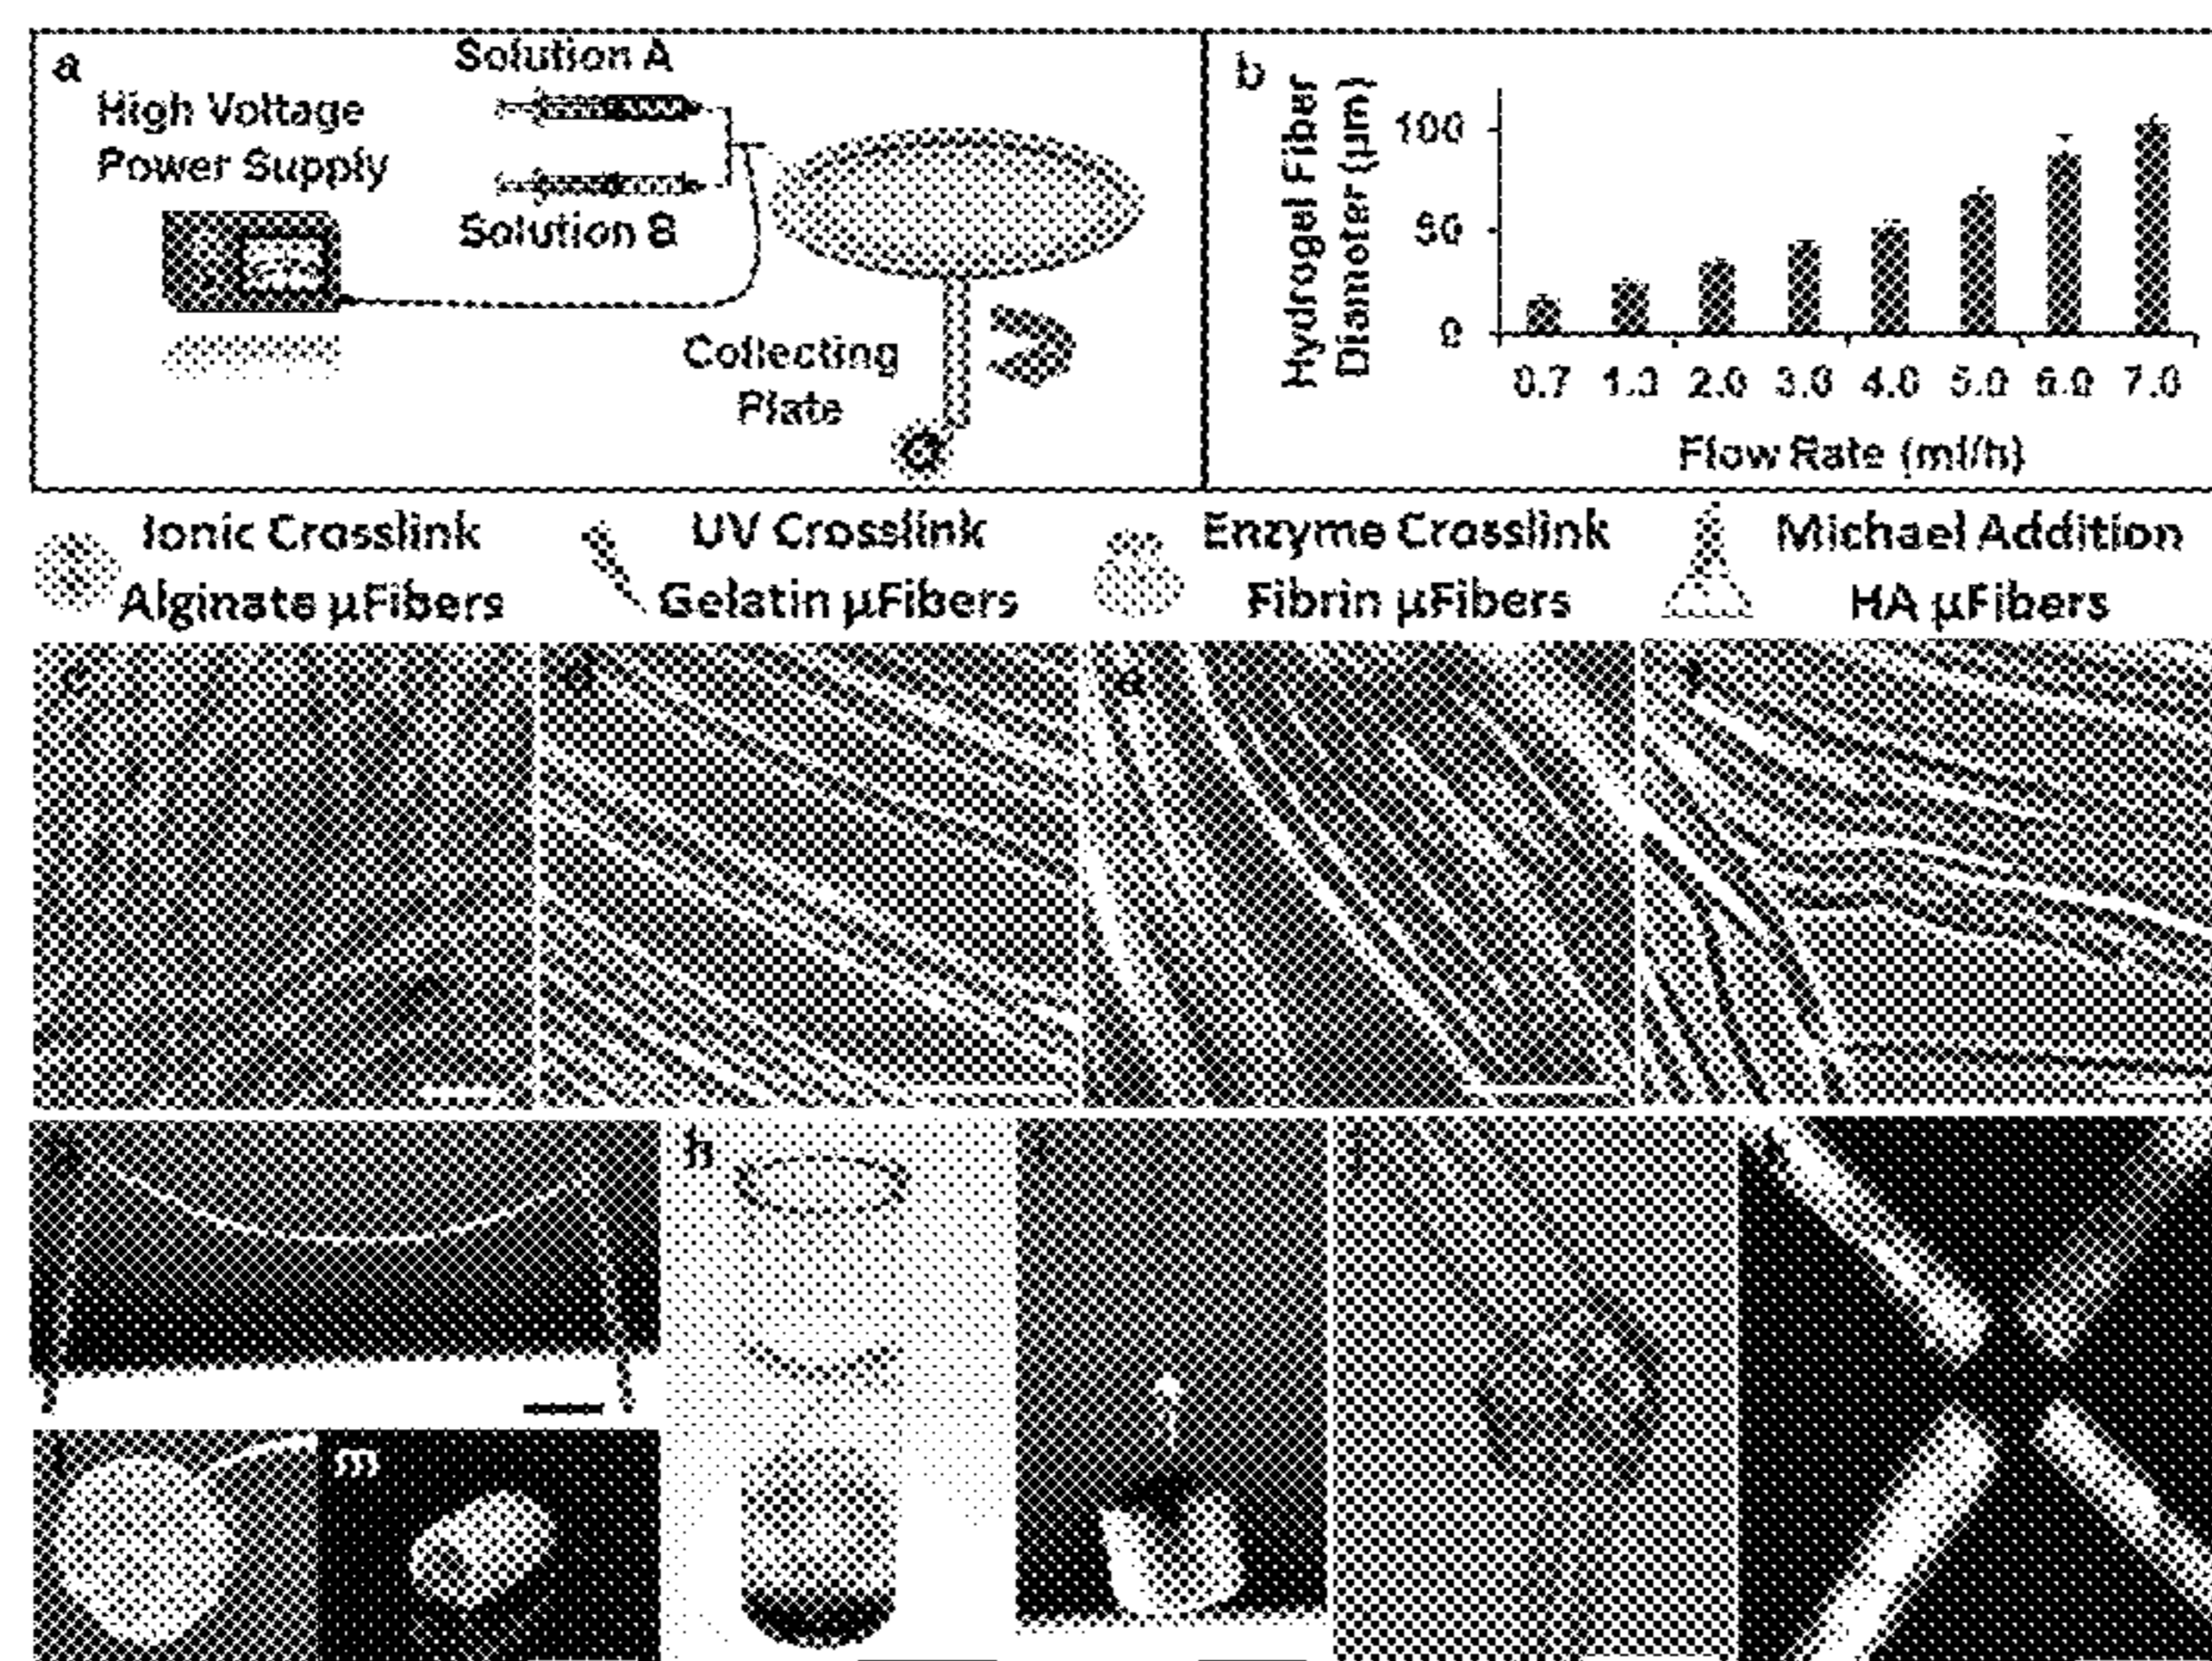 a
Solution A
High Voltage
Power Supply
Solution B
Collecting
Plate
b
Hydrogel Fiber
Diameter (µm)
100
50
0
0.7 1.0 2.0 3.0 4.0 5.0 6.0 7.0
Flow Rate (ml/h)
Ionic Crosslink
Alginate µFibers
UV Crosslink
Gelatin µFibers
Enzyme Crosslink
Fibrin µFibers
Michael Addition
HA µFibers
c
d
e
g
h
i
j
l
m